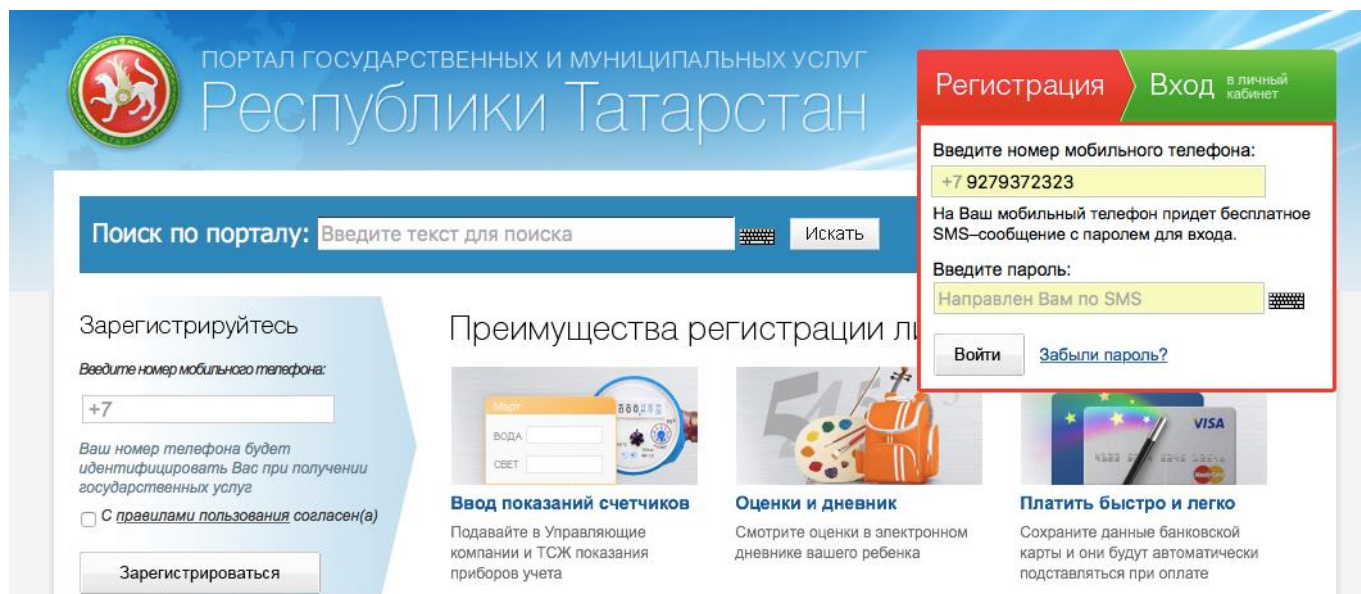 ПОРТАЛ ГОСУДАРСТВЕННЫХ И МУНИЦИПАЛЬНЫХ УСЛУГ
Республики Татарстан
Регистрация
Вход в личный кабинет
Введите номер мобильного телефона:
+7 9279372323
На Ваш мобильный телефон придет бесплатное
SMS–сообщение с паролем для входа.
Введите пароль:
Направлен Вам по SMS
Войти Забыли пароль?
Поиск по порталу: Введите текст для поиска Искать
Зарегистрируйтесь
Введите номер мобильного телефона:
+7
Ваш номер телефона будет
идентифицировать Вас при получении
государственных услуг
С правилами пользования согласен(а)
Зарегистрироваться
Преимущества регистрации
Март
ВОДА
СВЕТ
Ввод показаний счетчиков
Подавайте в Управляющие
компании и ТСЖ показания
приборов учета
Оценки и дневник
Смотрите оценки в электронном
дневнике вашего ребенка
VISA
MasterCard
Платить быстро и легко
Сохраните данные банковской
карты и они будут автоматически
подставляться при оплате